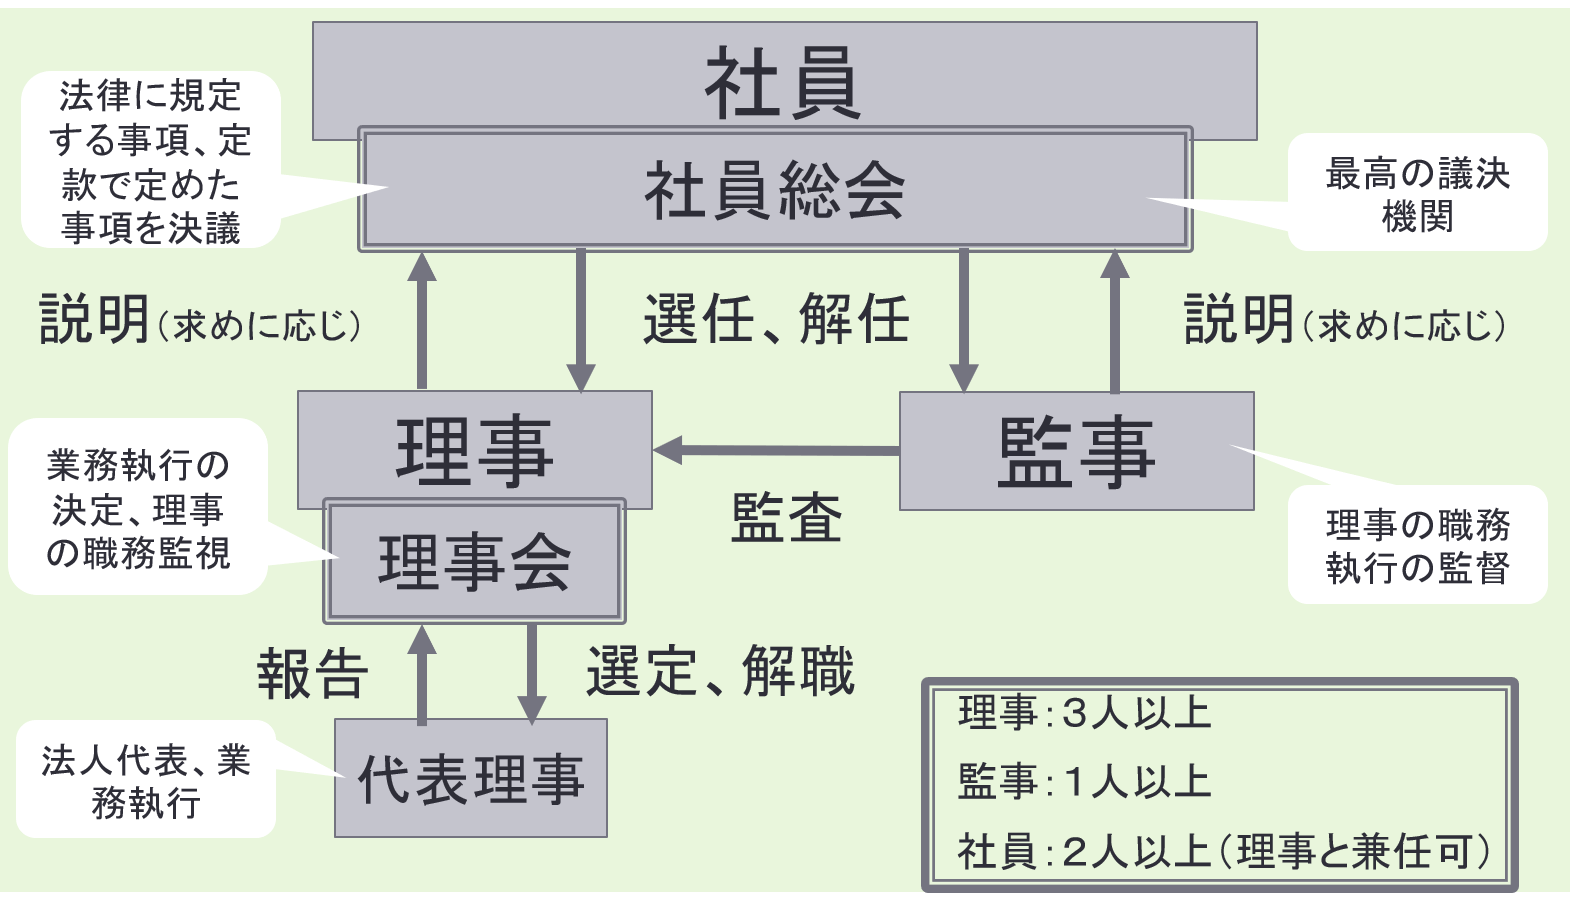 社員
法律に規定
する事項、定
款で定めた
事項を決議
社員総会
最高の議決
機関
説明（求めに応じ）
選任、解任
説明（求めに応じ）
理事
監事
業務執行の
決定、理事
の職務監視
監査
理事会
理事の職務
執行の監督
報告
選定、解職
法人代表、業
務執行
代表理事
理事：３人以上
監事：１人以上
社員：２人以上（理事と兼任可）